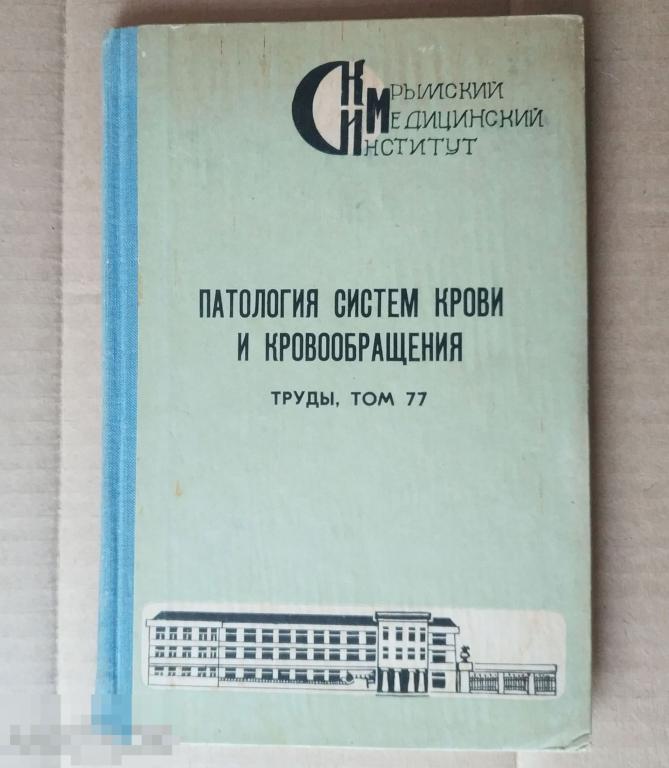 Крымский
Медицинский
Институт
ПАТОЛОГИЯ СИСТЕМ КРОВИ
И КРОВООБРАЩЕНИЯ
ТРУДЫ, ТОМ 77